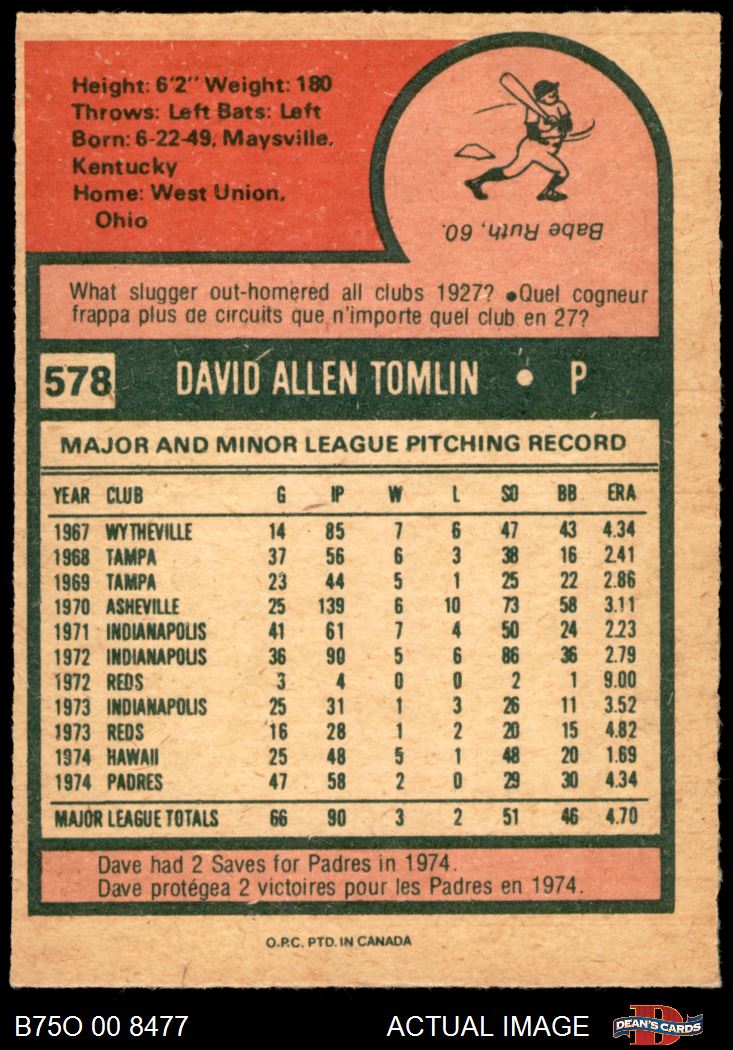 Height: 6'2" Weight: 180
Throws: Left Bats: Left
Born: 6-22-49, Maysville,
Kentucky
Home: West Union,
Ohio
Babe Ruth, 60.
What slugger out-homered all clubs 1927? ●Quel cogneur
frappa plus de circuits que n'importe quel club en 27?
578 DAVID ALLEN TOMLIN • P
MAJOR AND MINOR LEAGUE PITCHING RECORD
YEAR CLUB G IP W L SO BB ERA
1967 WYTHEVILLE 14 85 7 6 47 43 4.34
1968 TAMPA 37 56 6 3 38 16 2.41
1969 TAMPA 23 44 5 1 25 22 2.86
1970 ASHEVILLE 25 139 6 10 73 58 3.11
1971 INDIANAPOLIS 41 61 7 4 50 24 2.23
1972 INDIANAPOLIS 36 90 5 6 86 36 2.79
1972 REDS 3 4 0 0 2 1 9.00
1973 INDIANAPOLIS 25 31 1 3 26 11 3.52
1973 REDS 16 28 1 2 20 15 4.82
1974 HAWAII 25 48 5 1 48 20 1.69
1974 PADRES 47 58 2 0 29 30 4.34
MAJOR LEAGUE TOTALS 66 90 3 2 51 46 4.70
Dave had 2 Saves for Padres in 1974.
Dave protégea 2 victoires pour les Padres en 1974.
O.P.C. PTD. IN CANADA
B75O 00 8477 ACTUAL IMAGE D DEAN'S CARDS